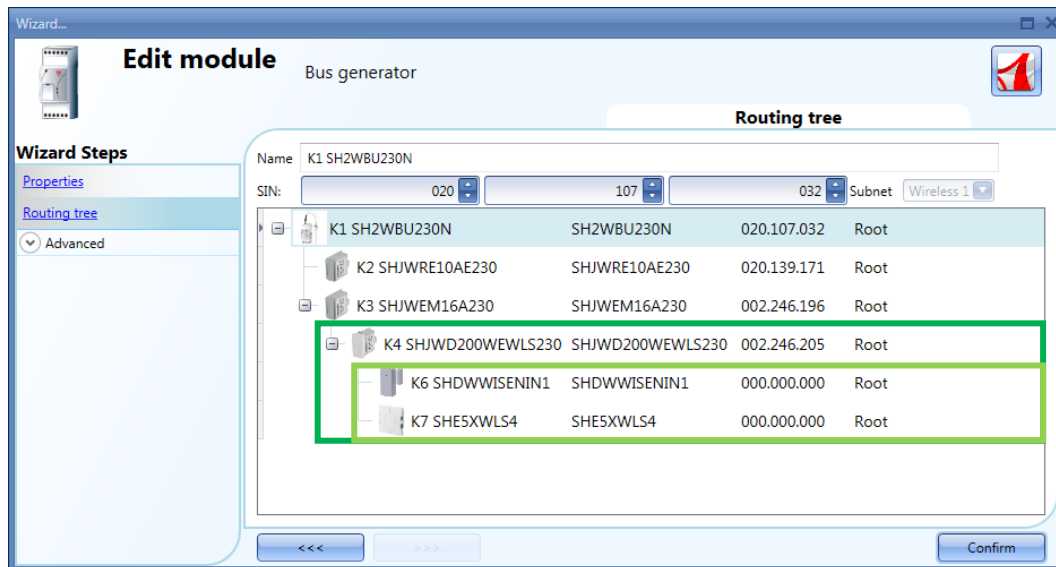 Wizard...
Edit module
Bus generator
Routing tree
Wizard Steps
Properties
Routing tree
Advanced
Name K1 SH2WBU230N
SIN: 020 107 032 Subnet Wireless 1
K1 SH2WBU230N SH2WBU230N 020.107.032 Root
K2 SHJWRE10AE230 SHJWRE10AE230 020.139.171 Root
K3 SHJWEM16A230 SHJWEM16A230 002.246.196 Root
K4 SHJWD200WEWLS230 SHJWD200WEWLS230 002.246.205 Root
K6 SHDWWISENIN1 SHDWWISENIN1 000.000.000 Root
K7 SHE5XWLS4 SHE5XWLS4 000.000.000 Root
<<< >>> Confirm